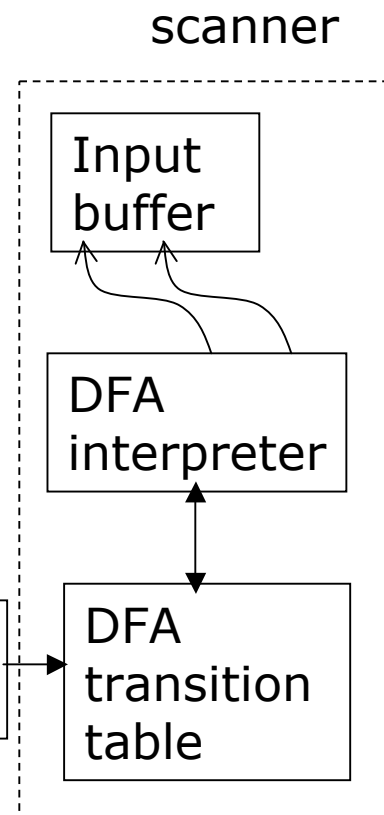 scanner
Input
buffer
DFA
interpreter
DFA
transition
table